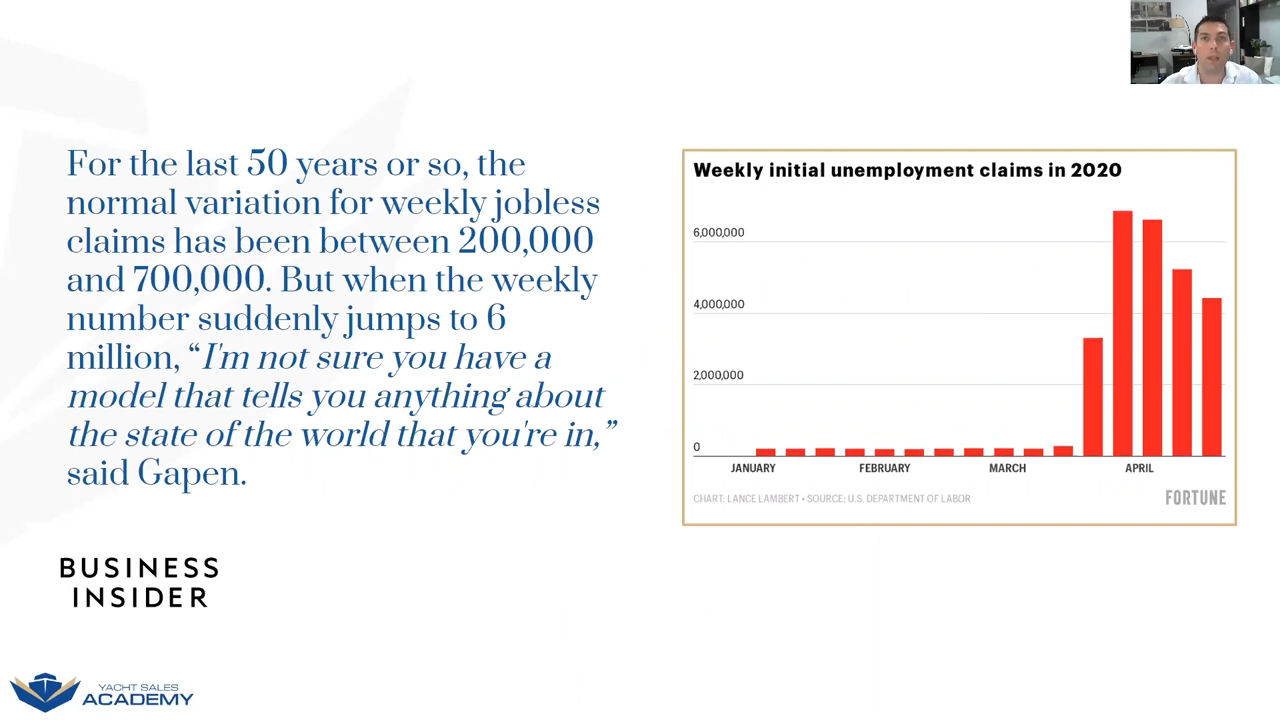 For the last 50 years or so, the
normal variation for weekly jobless
claims has been between 200,000
and 700,000. But when the weekly
number suddenly jumps to 6
million, “I'm not sure you have a
model that tells you anything about
the state of the world that you're in,”
said Gapen.
BUSINESS
INSIDER
YACHT SALES
ACADEMY
Weekly initial unemployment claims in 2020
6,000,000
4,000,000
2,000,000
0
JANUARY FEBRUARY MARCH APRIL
CHART: LANCE LAMBERT • SOURCE: U.S. DEPARTMENT OF LABOR
FORTUNE